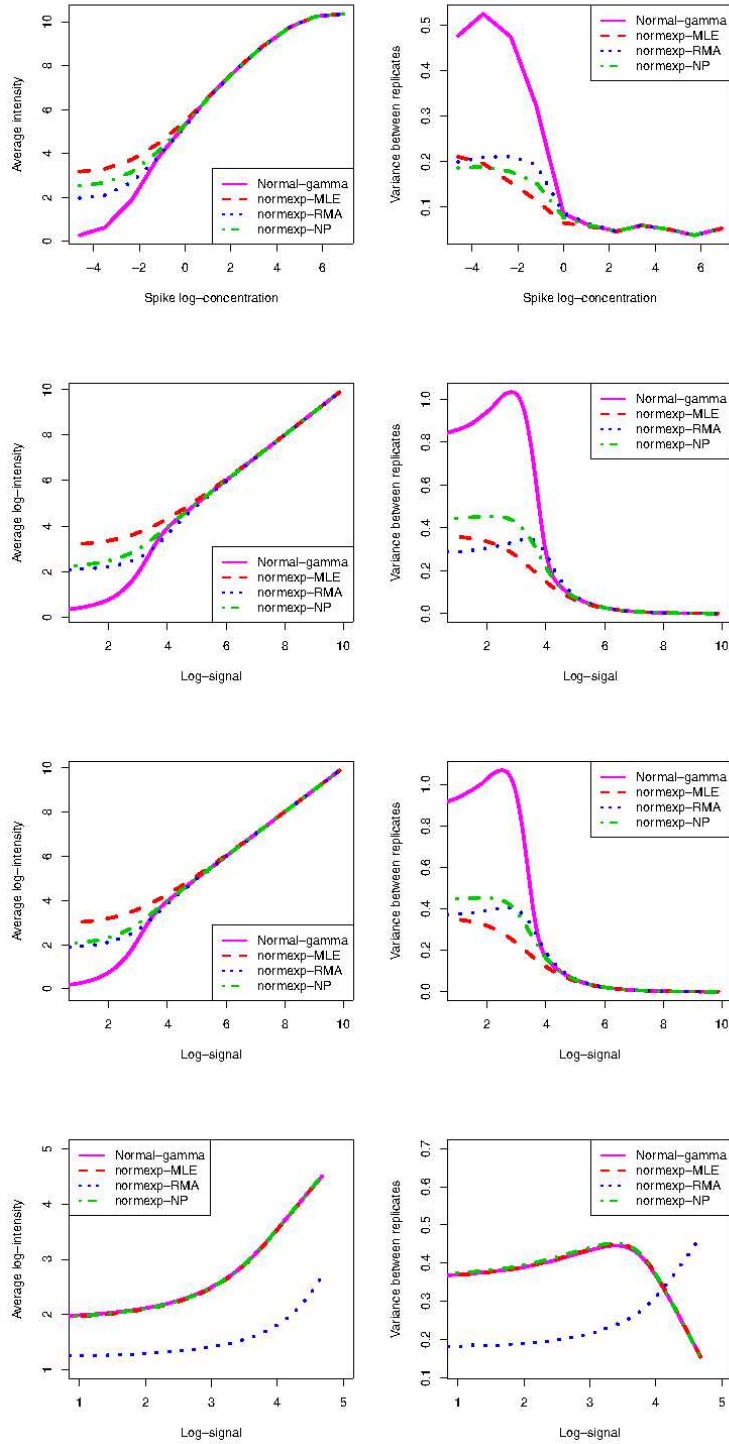 Average intensity
10
8
6
4
2
0
Normal-gamma
normexp-MLE
normexp-RMA
normexp-NP
-4 -2 0 2 4 6
Spike log-concentration
Variance between replicates
0.5
0.4
0.3
0.2
0.1
Normal-gamma
normexp-MLE
normexp-RMA
normexp-NP
-4 -2 0 2 4 6
Spike log-concentration
Average log-intensity
10
8
6
4
2
0
Normal-gamma
normexp-MLE
normexp-RMA
normexp-NP
2 4 6 8 10
Log-signal
Variance between replicates
1.0
0.8
0.6
0.4
0.2
0.0
Normal-gamma
normexp-MLE
normexp-RMA
normexp-NP
2 4 6 8 10
Log-sigal
Average log-intensity
10
8
6
4
2
0
Normal-gamma
normexp-MLE
normexp-RMA
normexp-NP
2 4 6 8 10
Log-signal
Variance between replicates
1.0
0.8
0.6
0.4
0.2
0.0
Normal-gamma
normexp-MLE
normexp-RMA
normexp-NP
2 4 6 8 10
Log-signal
Average log-intensity
5
4
3
2
1
Normal-gamma
normexp-MLE
normexp-RMA
normexp-NP
1 2 3 4 5
Log-signal
Variance between replicates
0.7
0.6
0.5
0.4
0.3
0.2
0.1
Normal-gamma
normexp-MLE
normexp-RMA
normexp-NP
1 2 3 4 5
Log-signal